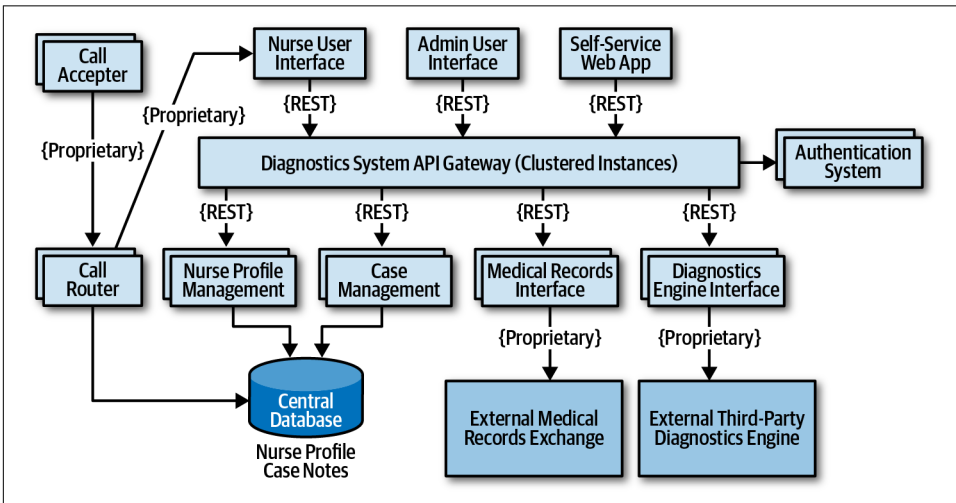 Call
Accepter
Nurse User
Interface
Admin User
Interface
Self-Service
Web App
{Proprietary}
{Proprietary}
{REST}
{REST}
{REST}
Diagnostics System API Gateway (Clustered Instances)
Authentication
System
{REST}
{REST}
{REST}
{REST}
Call
Router
Nurse Profile
Management
Case
Management
Medical Records
Interface
Diagnostics
Engine Interface
{Proprietary}
{Proprietary}
Central
Database
Nurse Profile
Case Notes
External Medical
Records Exchange
External Third-Party
Diagnostics Engine